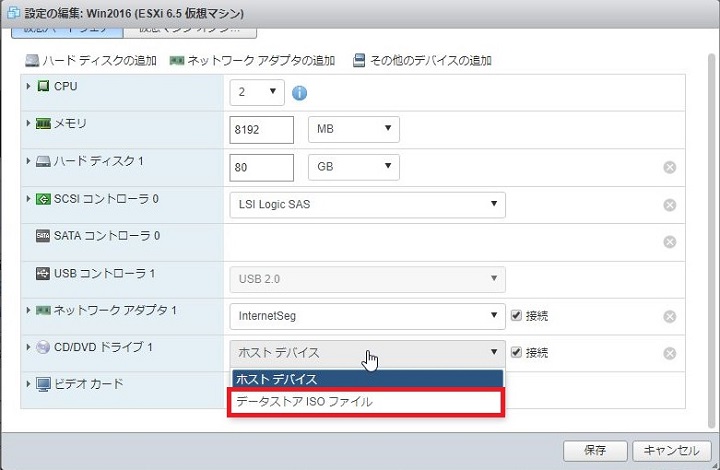 設定の編集: Win2016 (ESXi 6.5 仮想マシン)
ハード ディスクの追加 ネットワーク アダプタの追加 その他のデバイスの追加
CPU 2
メモリ 8192 MB
ハード ディスク 1 80 GB
SCSI コントローラ 0 LSI Logic SAS
SATA SATA コントローラ 0
USB コントローラ 1 USB 2.0
ネットワーク アダプタ 1 InternetSeg 接続
CD/DVD ドライブ 1 ホスト デバイス 接続
ホスト デバイス
ビデオ カード データストア ISO ファイル
保存 キャンセル